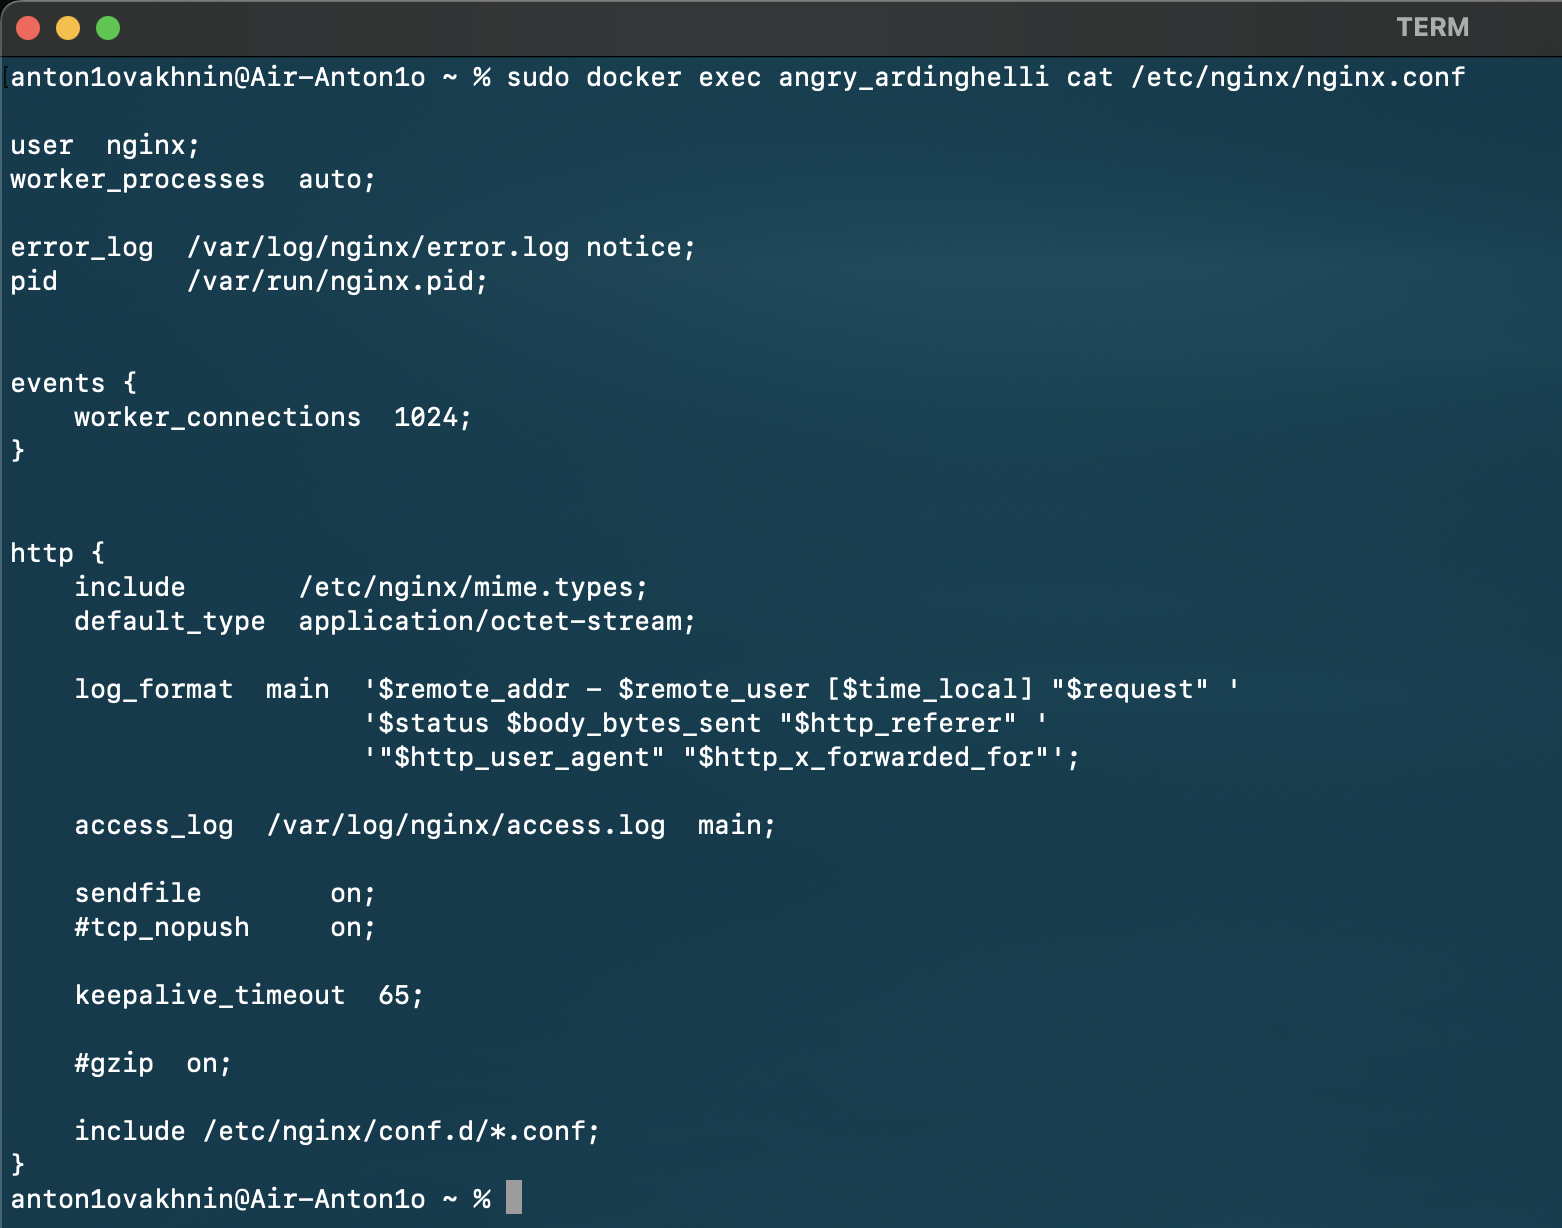 TERM
anton1ovakhnin@Air-Anton1o ~ % sudo docker exec angry_ardinghelli cat /etc/nginx/nginx.conf

user  nginx;
worker_processes  auto;

error_log  /var/log/nginx/error.log notice;
pid        /var/run/nginx.pid;


events {
    worker_connections  1024;
}


http {
    include       /etc/nginx/mime.types;
    default_type  application/octet-stream;

    log_format  main  '$remote_addr - $remote_user [$time_local] "$request" '
                      '$status $body_bytes_sent "$http_referer" '
                      '"$http_user_agent" "$http_x_forwarded_for"';

    access_log  /var/log/nginx/access.log  main;

    sendfile        on;
    #tcp_nopush     on;

    keepalive_timeout  65;

    #gzip  on;

    include /etc/nginx/conf.d/*.conf;
}
anton1ovakhnin@Air-Anton1o ~ %